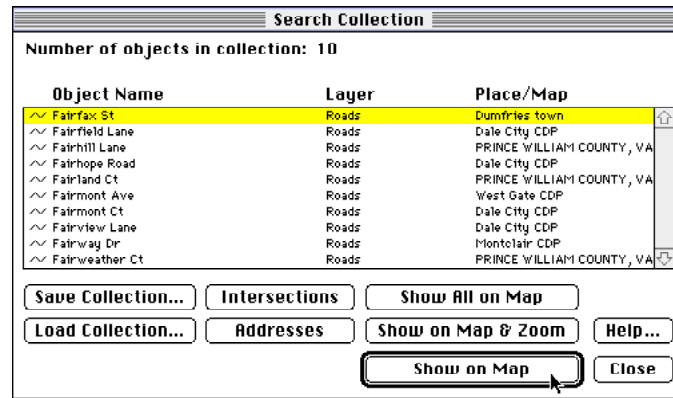 Search Collection
Number of objects in collection: 10
Object Name Layer Place/Map
Fairfax St Roads Dumfries town
Fairfield Lane Roads Dale City CDP
Fairhill Lane Roads PRINCE WILLIAM COUNTY, VA
Fairhope Road Roads Dale City CDP
Fairland Ct Roads PRINCE WILLIAM COUNTY, VA
Fairmont Ave Roads West Gate CDP
Fairmont Ct Roads Dale City CDP
Fairview Lane Roads Dale City CDP
Fairway Dr Roads Montclair CDP
Fairweather Ct Roads PRINCE WILLIAM COUNTY, VA
Save Collection... Intersections Show All on Map
Load Collection... Addresses Show on Map & Zoom Help...
Show on Map Close